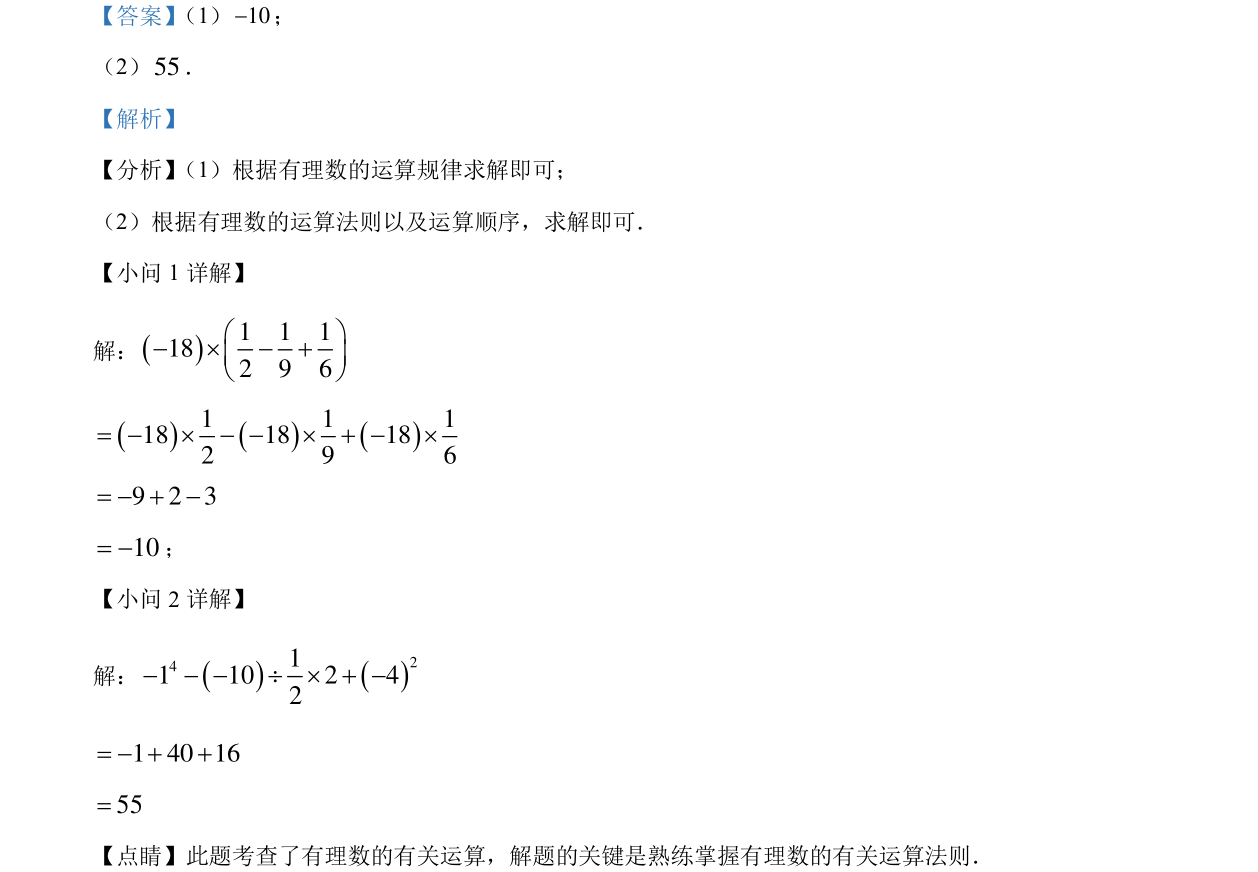 【答案】（1）−10；
（2）55．
【解析】
【分析】（1）根据有理数的运算规律求解即可；
（2）根据有理数的运算法则以及运算顺序，求解即可．
【小问 1 详解】
解：(−18)×(1/2−1/9+1/6)
=(−18)×1/2−(−18)×1/9+(−18)×1/6
=−9+2−3
=−10；
【小问 2 详解】
解：−1⁴−(−10)÷1/2×2+(−4)²
=−1+40+16
=55
【点睛】此题考查了有理数的有关运算，解题的关键是熟练掌握有理数的有关运算法则．